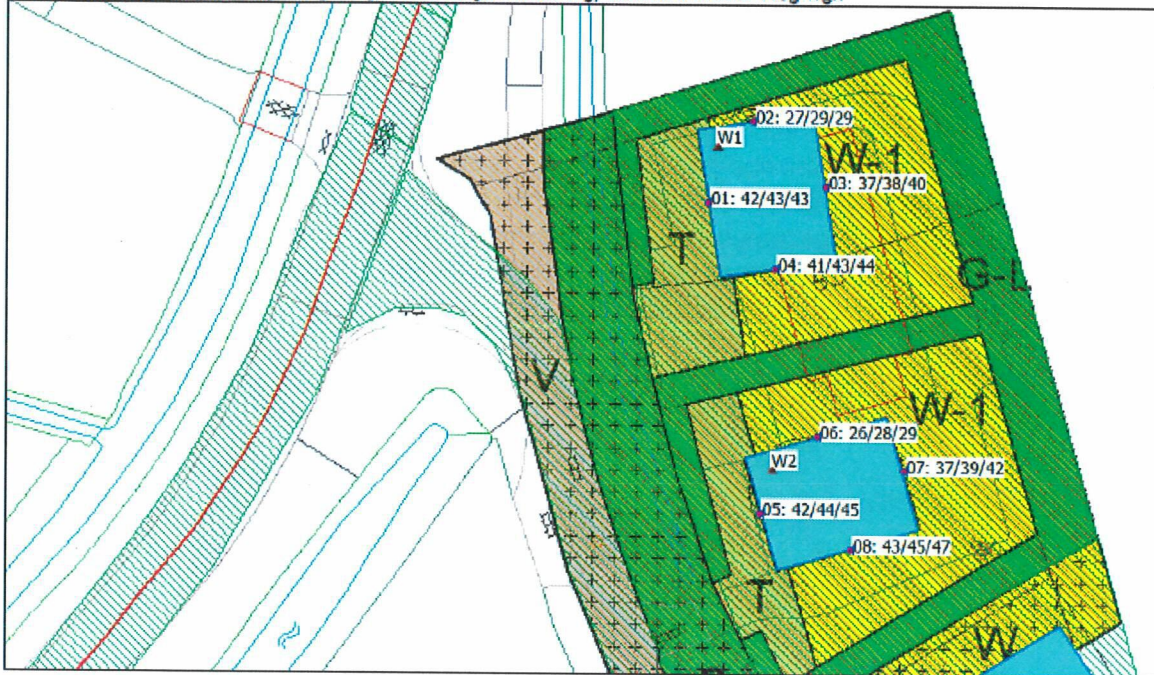 02: 27/29/29
W1
W-1
03: 37/38/40
01: 42/43/43
T
04: 41/43/44
G-L
V
W-1
06: 26/28/29
W2
07: 37/39/42
05: 42/44/45
08: 43/45/47
T
W